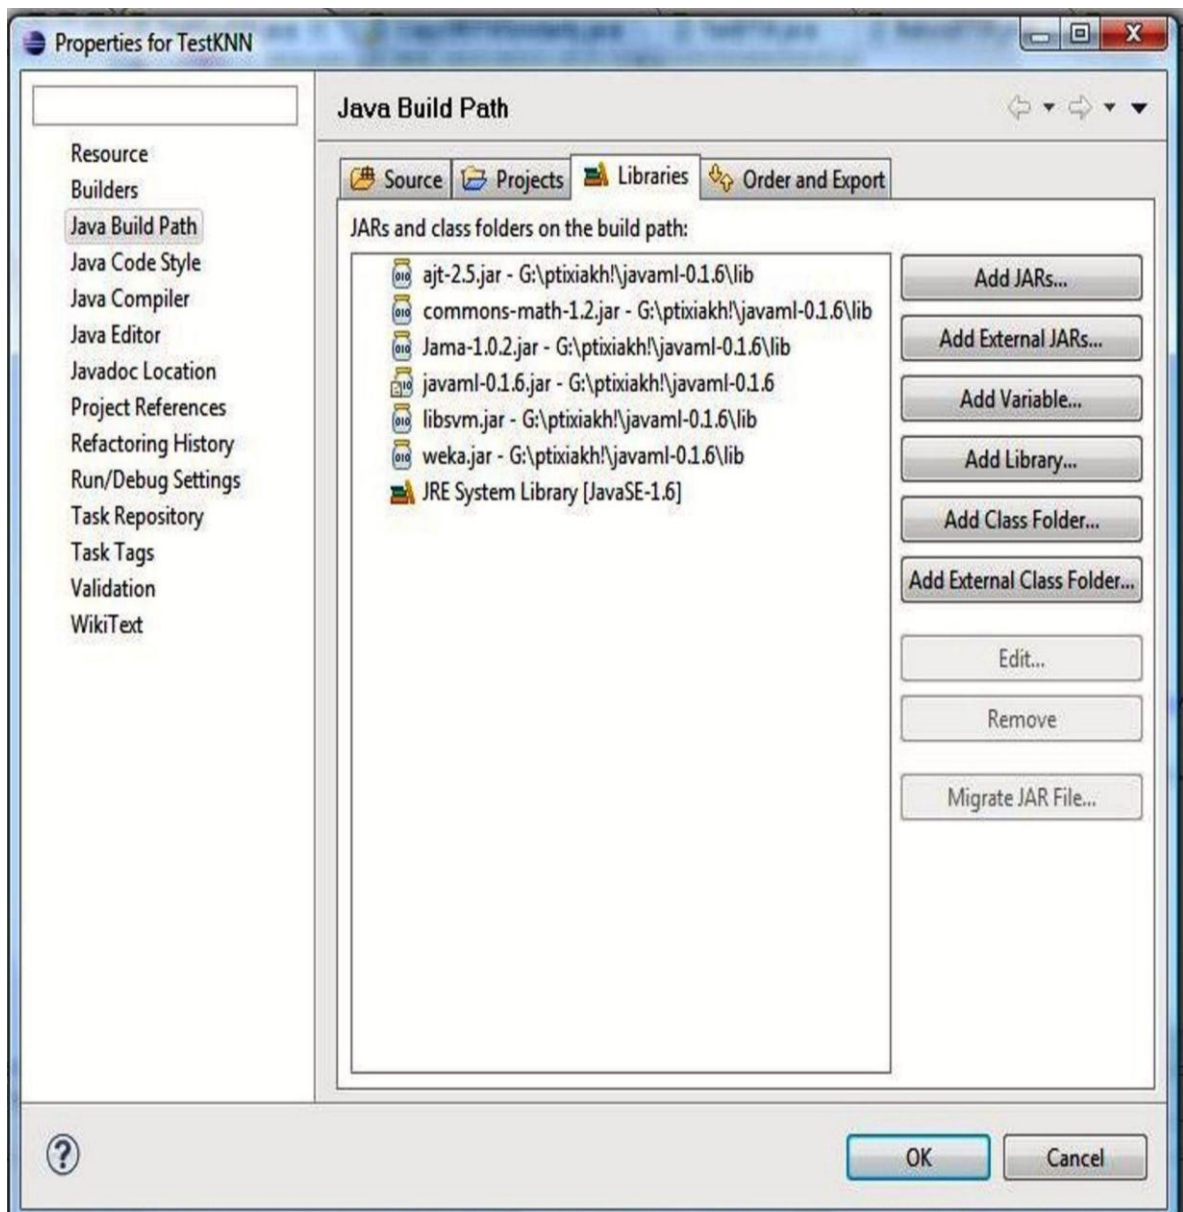 Properties for TestKNN
Resource
Builders
Java Build Path
Java Code Style
Java Compiler
Java Editor
Javadoc Location
Project References
Refactoring History
Run/Debug Settings
Task Repository
Task Tags
Validation
WikiText
Java Build Path
Source
Projects
Libraries
Order and Export
JARs and class folders on the build path:
ajt-2.5.jar - G:\ptixiakh!\javaml-0.1.6\lib
commons-math-1.2.jar - G:\ptixiakh!\javaml-0.1.6\lib
Jama-1.0.2.jar - G:\ptixiakh!\javaml-0.1.6\lib
javaml-0.1.6.jar - G:\ptixiakh!\javaml-0.1.6
libsvm.jar - G:\ptixiakh!\javaml-0.1.6\lib
weka.jar - G:\ptixiakh!\javaml-0.1.6\lib
JRE System Library [JavaSE-1.6]
Add JARs...
Add External JARs...
Add Variable...
Add Library...
Add Class Folder...
Add External Class Folder...
Edit...
Remove
Migrate JAR File...
OK
Cancel